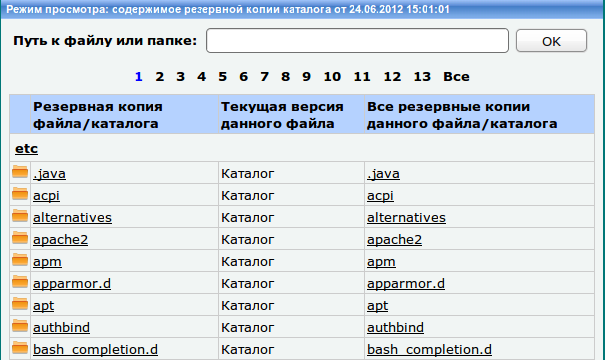 Режим просмотра: содержимое резервной копии каталога от 24.06.2012 15:01:01
Путь к файлу или папке: OK
1 2 3 4 5 6 7 8 9 10 11 12 13 Все
Резервная копия файла/каталога Текущая версия данного файла Все резервные копии данного файла/каталога
etc
.java Каталог .java
acpi Каталог acpi
alternatives Каталог alternatives
apache2 Каталог apache2
apm Каталог apm
apparmor.d Каталог apparmor.d
apt Каталог apt
authbind Каталог authbind
bash_completion.d Каталог bash_completion.d